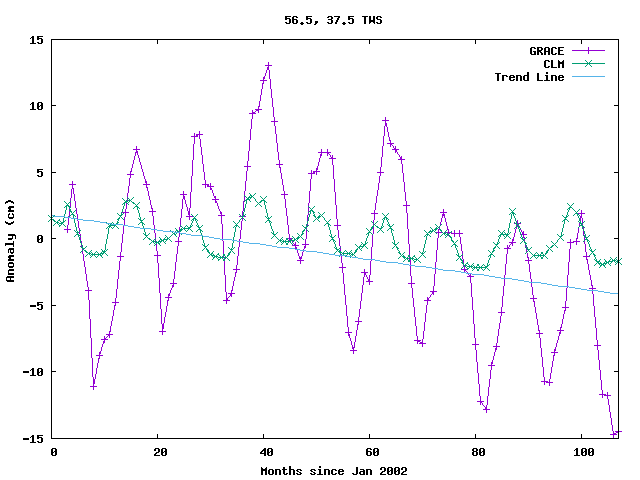 56.5, 37.5 TWS
GRACE
CLM
Trend Line
Anomaly (cm)
15
10
5
0
-5
-10
-15
0 20 40 60 80 100
Months since Jan 2002